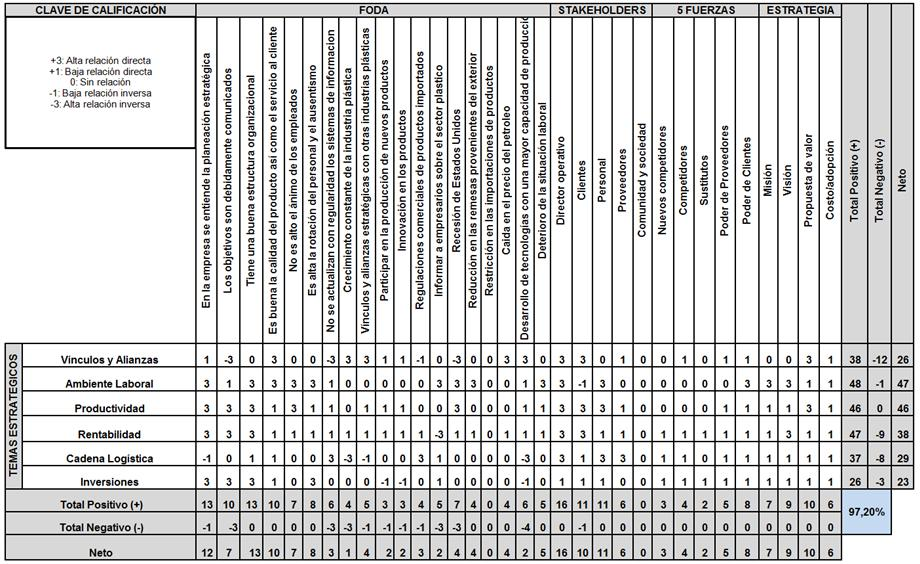 CLAVE DE CALIFICACIÓN FODA STAKEHOLDERS 5 FUERZAS ESTRATEGIA
+3: Alta relación directa
+1: Baja relación directa
0: Sin relación
-1: Baja relación inversa
-3: Alta relación inversa
En la empresa se entiende la planeación estratégica
Los objetivos son debidamente comunicados
Tiene una buena estructura organizacional
Es buena la calidad del producto asi como el servicio al cliente
No es alto el ánimo de los empleados
Es alta la rotación del personal y el ausentismo
No se actualizan con regularidad los sistemas de informacion
Crecimiento constante de la industria plástica
Vínculos y alianzas estratégicas con otras industrias plásticas
Participar en la producción de nuevos productos
Innovación en los productos
Regulaciones comerciales de productos importados
Informar a empresarios sobre el sector plastico
Recesión de Estados Unidos
Reducción en las remesas provenientes del exterior
Restricción en las importaciones de productos
Caida en el precio del petroleo
Desarrollo de tecnologías con una mayor capacidad de producció
Deterioro de la situación laboral
Director operativo
Clientes
Personal
Proveedores
Comunidad y sociedad
Nuevos competidores
Competidores
Sustitutos
Poder de Proveedores
Poder de Clientes
Misión
Visión
Propuesta de valor
Costo\adopción
Total Positivo (+)
Total Negativo (-)
Neto
TEMAS ESTRATEGICOS
Vínculos y Alianzas 1 -3 0 3 0 0 -3 3 3 1 1 -1 0 -3 0 0 3 3 0 3 3 0 1 0 0 1 0 1 1 0 0 3 1 38 -12 26
Ambiente Laboral 3 1 3 3 3 3 1 0 0 0 0 0 3 3 3 0 0 1 3 3 -1 3 0 0 0 0 0 0 3 3 3 1 1 48 -1 47
Productividad 3 3 3 1 3 1 1 0 1 1 1 1 0 3 0 0 0 1 1 3 3 3 1 0 0 0 0 1 1 1 1 3 1 46 0 46
Rentabilidad 3 3 3 1 1 1 1 1 1 1 1 1 -3 1 1 0 1 1 1 3 3 1 1 0 1 1 1 1 1 1 3 1 1 47 -9 38
Cadena Logística -1 0 1 1 0 0 3 -3 -1 0 0 3 1 0 0 0 0 -3 0 3 1 3 3 0 1 1 1 1 1 1 1 1 1 37 -8 29
Inversiones 3 3 3 1 0 3 0 0 0 -1 -1 0 0 0 0 0 0 -1 0 1 1 1 0 0 1 1 0 1 1 1 1 1 1 26 -3 23
Total Positivo (+) 13 10 13 10 7 8 6 4 5 3 3 4 5 7 4 0 4 6 5 16 11 11 6 0 3 4 2 5 8 7 9 10 6 97,20%
Total Negativo (-) -1 -3 0 0 0 0 -3 -3 -1 -1 -1 -1 -3 -3 0 0 0 -4 0 0 -1 0 0 0 0 0 0 0 0 0 0 0 0
Neto 12 7 13 10 7 8 3 1 4 2 2 3 2 4 4 0 4 2 5 16 10 11 6 0 3 4 2 5 8 7 9 10 6